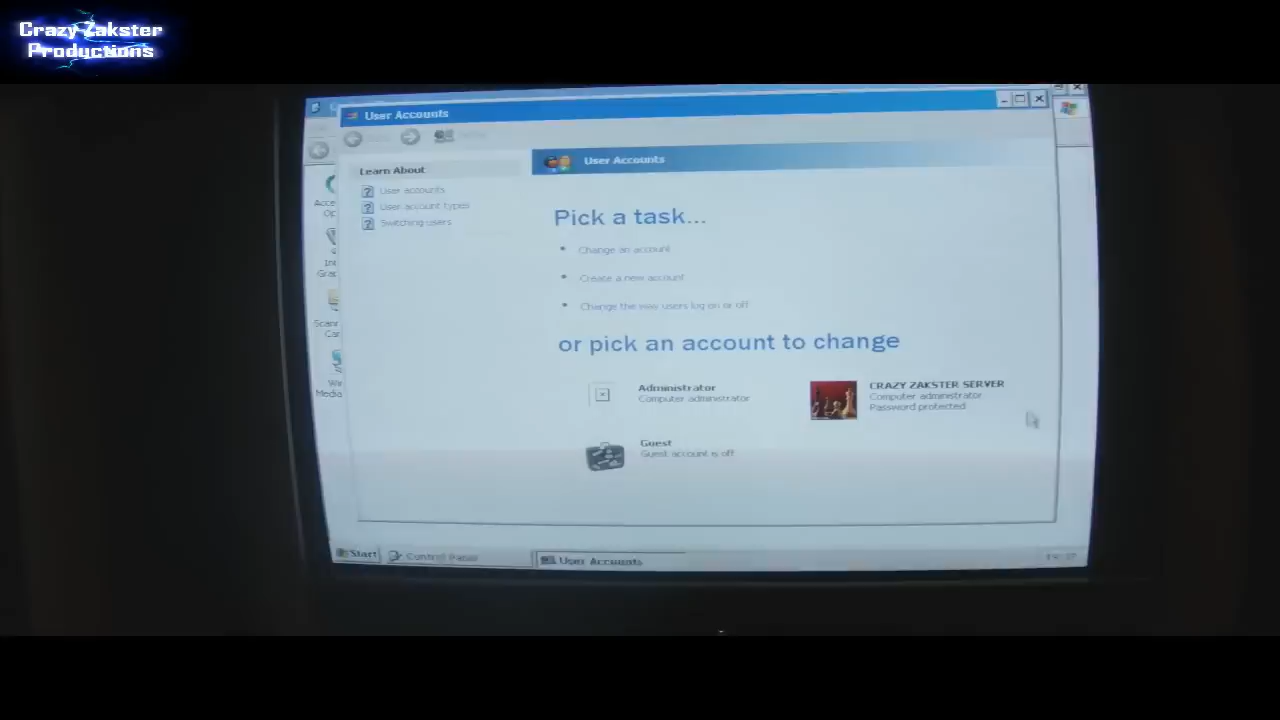 Crazy Zakster
Productions
User Accounts
Learn About
User accounts
User account types
Switching users
User Accounts
Pick a task...
Change an account
Create a new account
Change the way users log on or off
or pick an account to change
Administrator
Computer administrator
CRAZY ZAKSTER SERVER
Computer administrator
Password protected
Guest
Guest account is off
Start
Control Panel
User Accounts